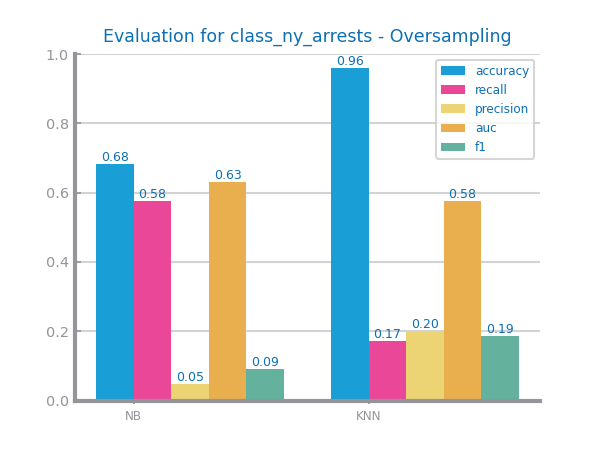 Evaluation for class_ny_arrests - Oversampling
1.0
0.8
0.6
0.4
0.2
0.0
0.68
0.58
0.05
0.63
0.09
0.96
0.17
0.20
0.58
0.19
accuracy
recall
precision
auc
f1
NB
KNN